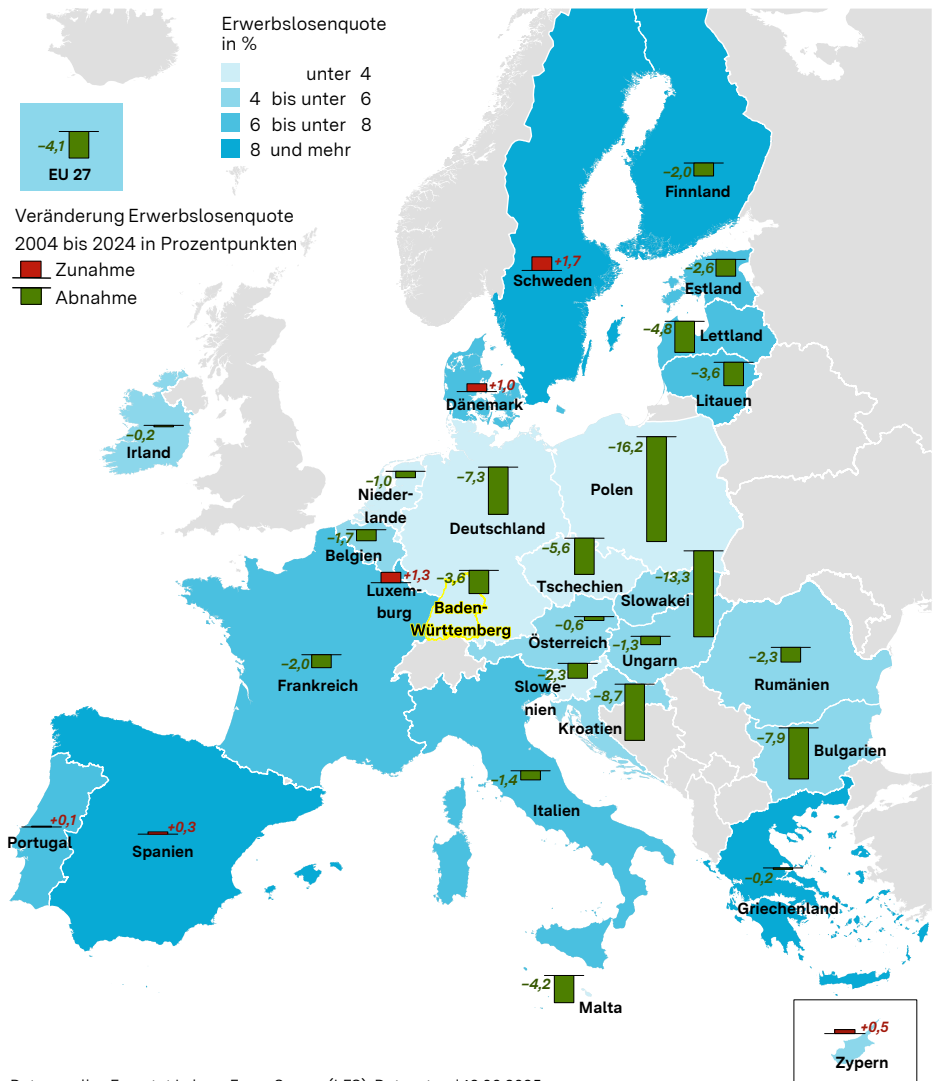 Erwerbslosenquote
in %
unter 4
4 bis unter 6
6 bis unter 8
8 und mehr
–4,1
EU 27
Veränderung Erwerbslosenquote
2004 bis 2024 in Prozentpunkten
Zunahme
Abnahme
–2,0
Finnland
+1,7
Schweden
–2,6
Estland
–4,8
Lettland
–3,6
Litauen
+1,0
Dänemark
–0,2
Irland
–1,0
Nieder-
lande
–7,3
Deutschland
–16,2
Polen
–1,7
Belgien
–5,6
Tschechien
–13,3
Slowakei
+1,3
Luxem-
burg
–3,6
Baden-
Württemberg
–0,6
Österreich
–1,3
Ungarn
–2,0
Frankreich
–2,3
Slowe-
nien
–8,7
Kroatien
–2,3
Rumänien
–7,9
Bulgarien
–1,4
Italien
+0,1
Portugal
+0,3
Spanien
–0,2
Griechenland
–4,2
Malta
+0,5
Zypern